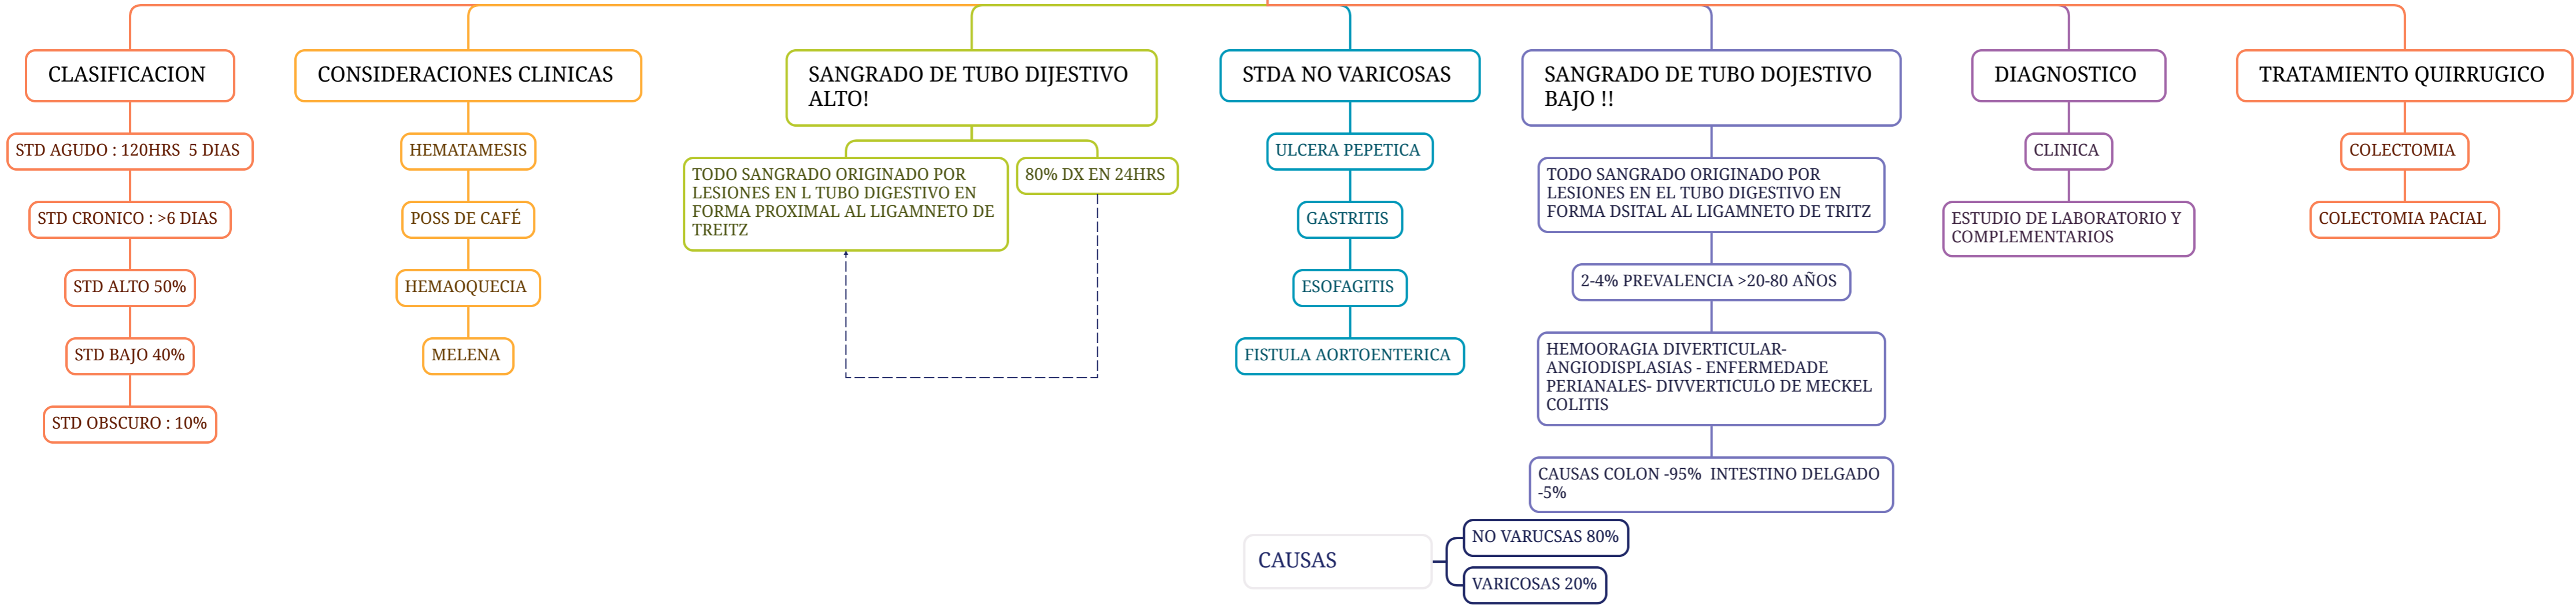 CLASIFICACION
STD AGUDO : 120HRS 5 DIAS
STD CRONICO : >6 DIAS
STD ALTO 50%
STD BAJO 40%
STD OBSCURO : 10%
CONSIDERACIONES CLINICAS
HEMATAMESIS
POSS DE CAFÉ
HEMAOQUECIA
MELENA
SANGRADO DE TUBO DIJESTIVO
ALTO!
TODO SANGRADO ORIGINADO POR
LESIONES EN L TUBO DIGESTIVO EN
FORMA PROXIMAL AL LIGAMNETO DE
TREITZ
80% DX EN 24HRS
STDA NO VARICOSAS
ULCERA PEPETICA
GASTRITIS
ESOFAGITIS
FISTULA AORTOENTERICA
SANGRADO DE TUBO DOJESTIVO
BAJO !!
TODO SANGRADO ORIGINADO POR
LESIONES EN EL TUBO DIGESTIVO EN
FORMA DSITAL AL LIGAMNETO DE TRITZ
2-4% PREVALENCIA >20-80 AÑOS
HEMOORAGIA DIVERTICULAR-
ANGIODISPLASIAS - ENFERMEDADE
PERIANALES- DIVVERTICULO DE MECKEL
COLITIS
CAUSAS COLON -95% INTESTINO DELGADO
-5%
DIAGNOSTICO
CLINICA
ESTUDIO DE LABORATORIO Y
COMPLEMENTARIOS
TRATAMIENTO QUIRRUGICO
COLECTOMIA
COLECTOMIA PACIAL
CAUSAS
NO VARUCSAS 80%
VARICOSAS 20%